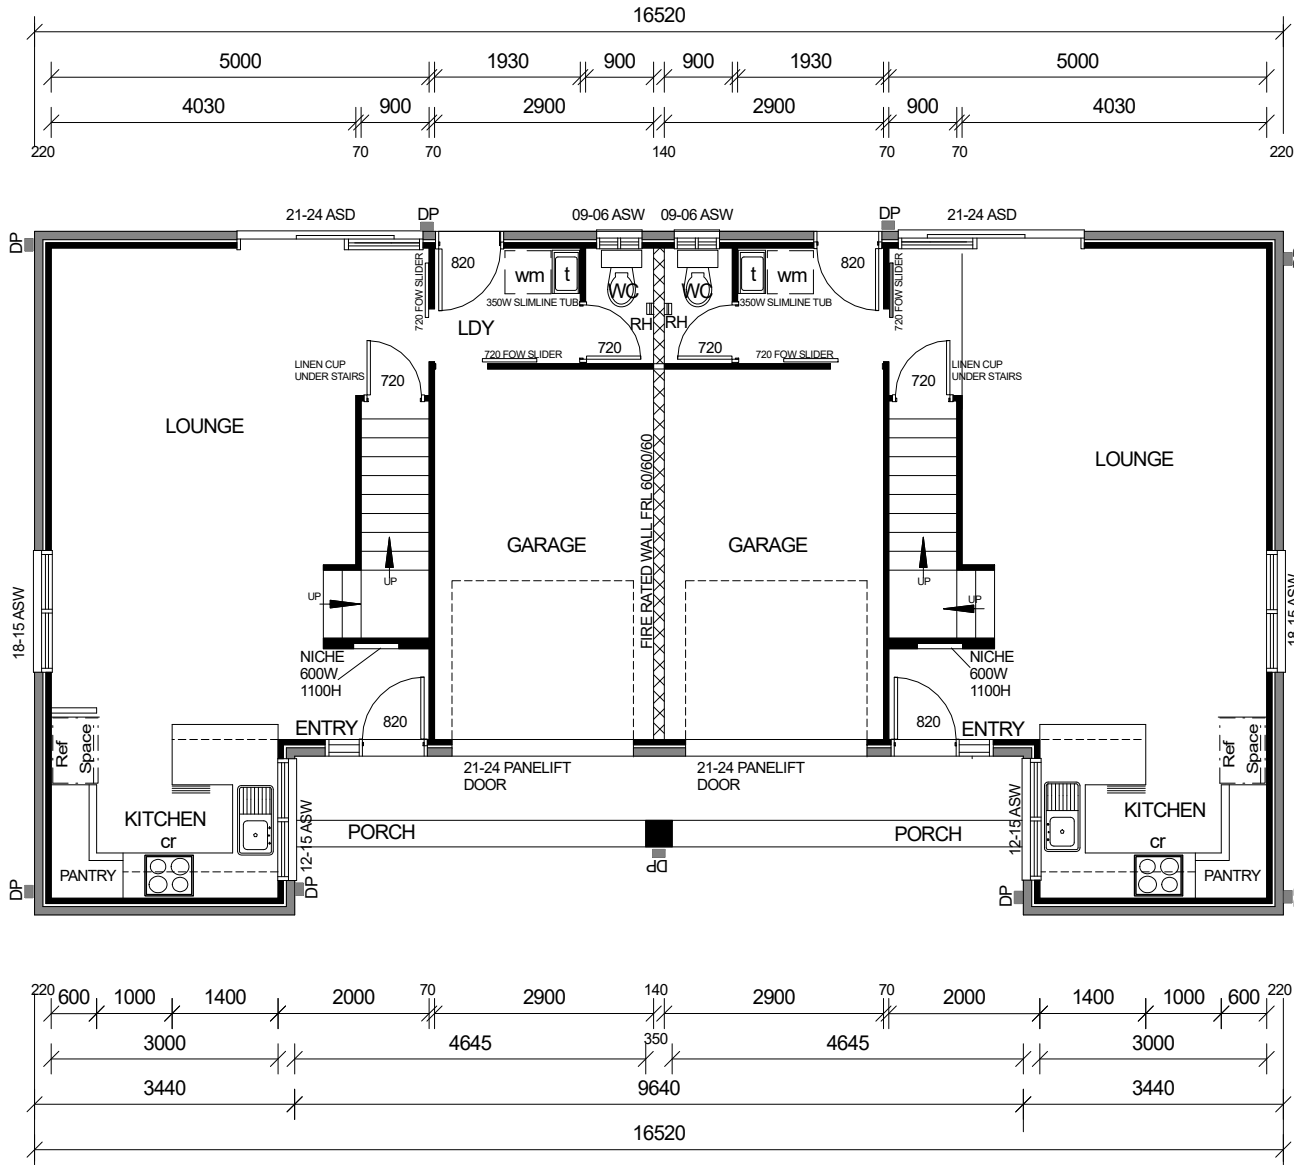 16520
5000 1930 900 900 1930 5000
4030 900 2900 2900 900 4030
220 70 70 140 70 70 220
21-24 ASD DP 09-06 ASW 09-06 ASW DP 21-24 ASD
DP
820 wm t WC WC t wm 820
720 FOW SLIDER 720 FOW SLIDER
350W SLIMLINE TUB 350W SLIMLINE TUB
LDY RH RH
720 FOW SLIDER 720 720 720 FOW SLIDER
LINEN CUP
UNDER STAIRS
720 720
LINEN CUP
UNDER STAIRS
LOUNGE
LOUNGE
FIRE RATED WALL FRL 60/60/60
GARAGE GARAGE
UP UP
UP UP
18-15 ASW
18-15 ASW
NICHE
600W
1100H
NICHE
600W
1100H
ENTRY 820 820 ENTRY
Ref
Space
Ref
Space
21-24 PANELIFT
DOOR
21-24 PANELIFT
DOOR
KITCHEN
cr
12-15 ASW
PORCH PORCH
12-15 ASW
KITCHEN
cr
PANTRY DP PANTRY
DP DP DP
220 600 1000 1400 2000 70 2900 140 2900 70 2000 1400 1000 600 220
3000 4645 350 4645 3000
3440 9640 3440
16520